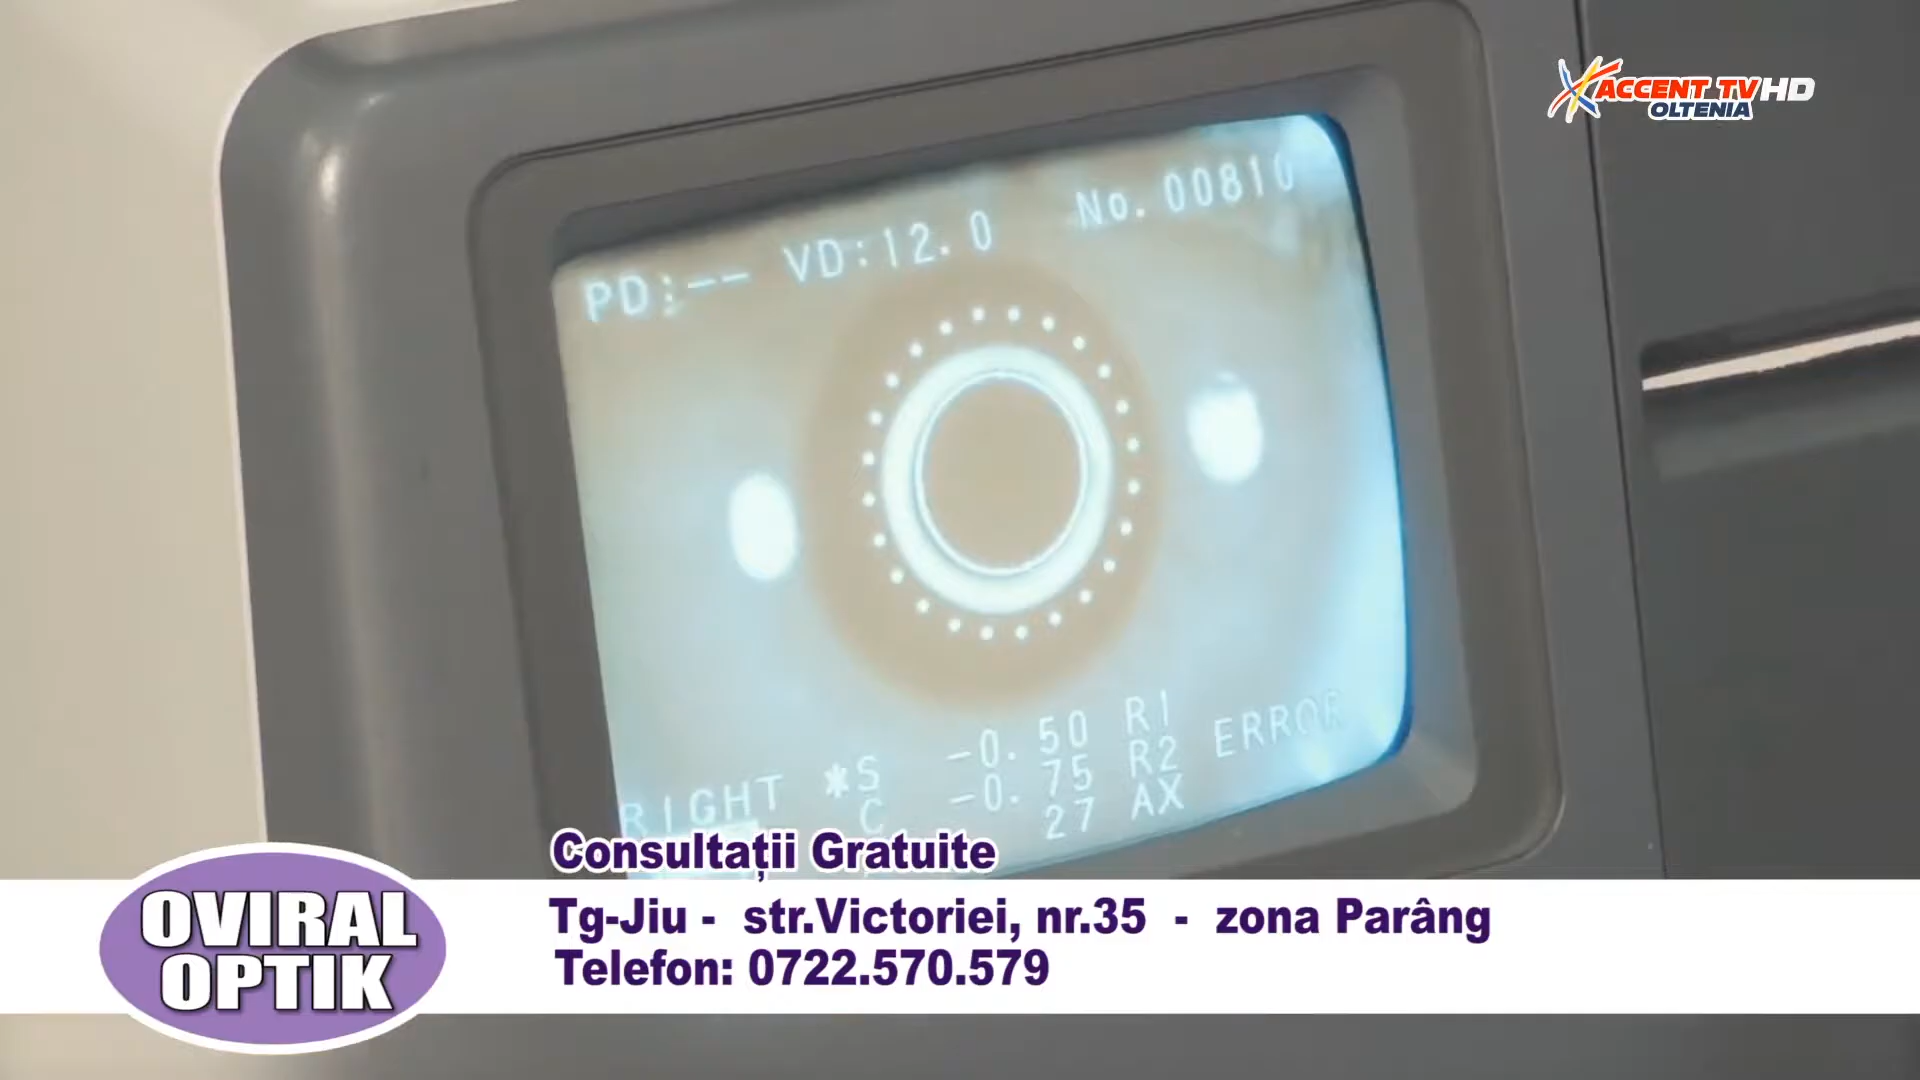 ACCENT TV HD
OLTENIA
PD:-- VD:12.0 No. 00810
RIGHT *S -0.50 R1 ERROR
C -0.75 R2
27 AX
Consultații Gratuite
OVIRAL OPTIK
Tg-Jiu - str.Victoriei, nr.35 - zona Parâng
Telefon: 0722.570.579